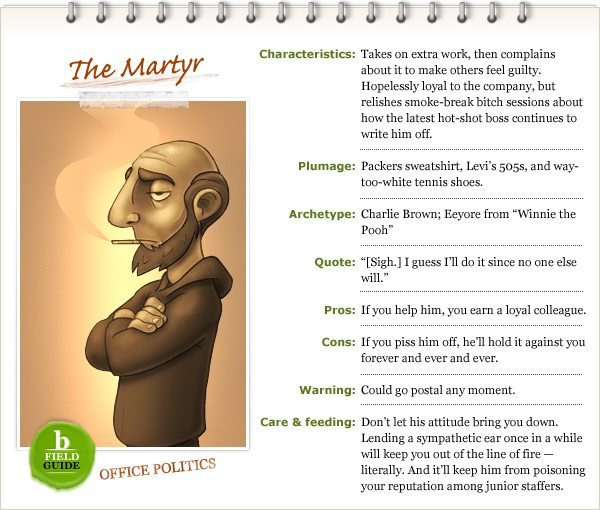 The Martyr
Characteristics: Takes on extra work, then complains
about it to make others feel guilty.
Hopelessly loyal to the company, but
relishes smoke-break bitch sessions about
how the latest hot-shot boss continues to
write him off.
Plumage: Packers sweatshirt, Levi’s 505s, and way-
too-white tennis shoes.
Archetype: Charlie Brown; Eeyore from “Winnie the
Pooh”
Quote: “[Sigh.] I guess I’ll do it since no one else
will.”
Pros: If you help him, you earn a loyal colleague.
Cons: If you piss him off, he’ll hold it against you
forever and ever and ever.
Warning: Could go postal any moment.
Care & feeding: Don’t let his attitude bring you down.
Lending a sympathetic ear once in a while
will keep you out of the line of fire —
literally. And it’ll keep him from poisoning
your reputation among junior staffers.
b
FIELD
GUIDE
OFFICE POLITICS